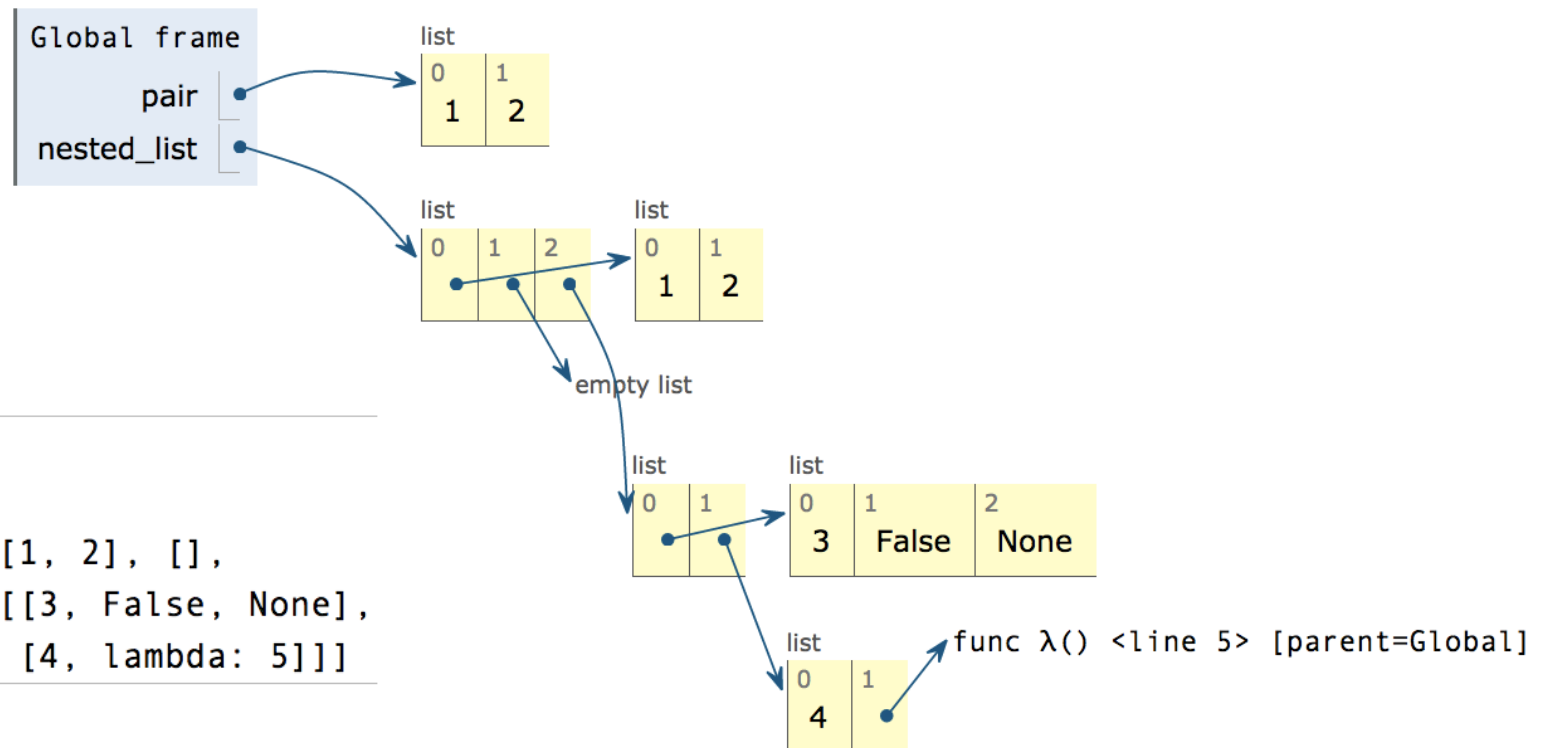 Global frame
pair
nested_list
list
0 1
1 2
list
0 1 2
list
0 1
1 2
empty list
list
0 1
list
0 1 2
3 False None
list
0 1
4
func λ() <line 5> [parent=Global]
[1, 2], [],
[[3, False, None],
[4, lambda: 5]]]